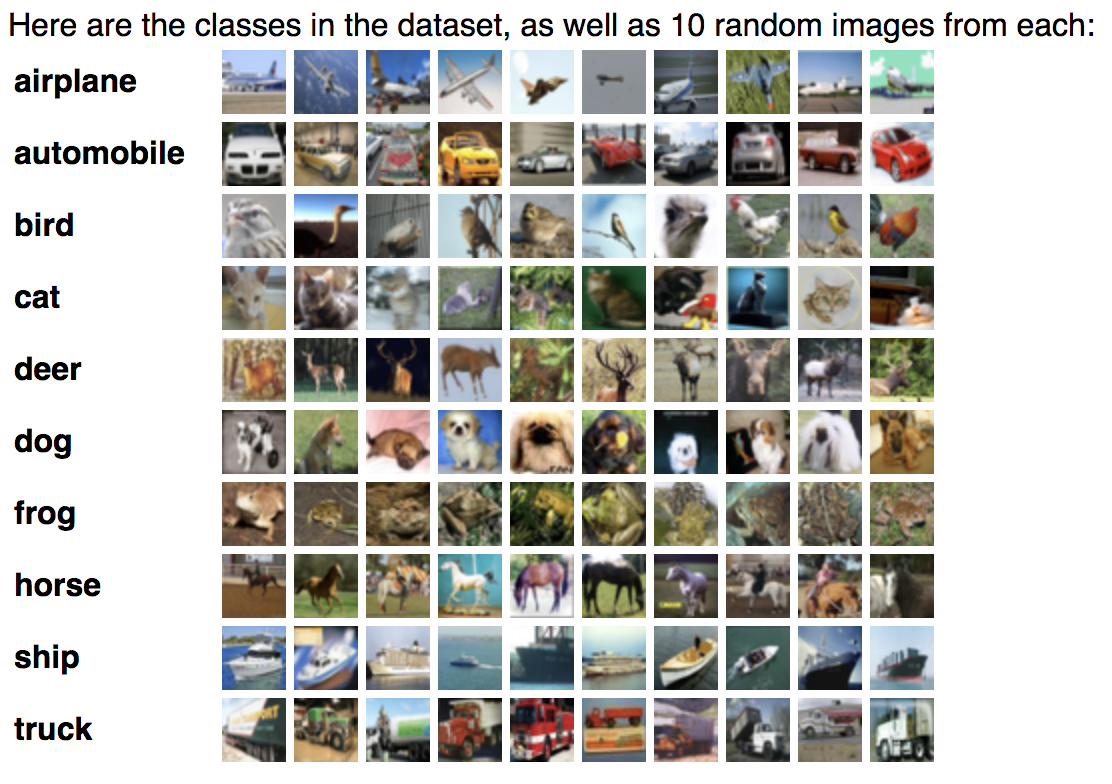 Here are the classes in the dataset, as well as 10 random images from each:
airplane
automobile
bird
cat
deer
dog
frog
horse
ship
truck